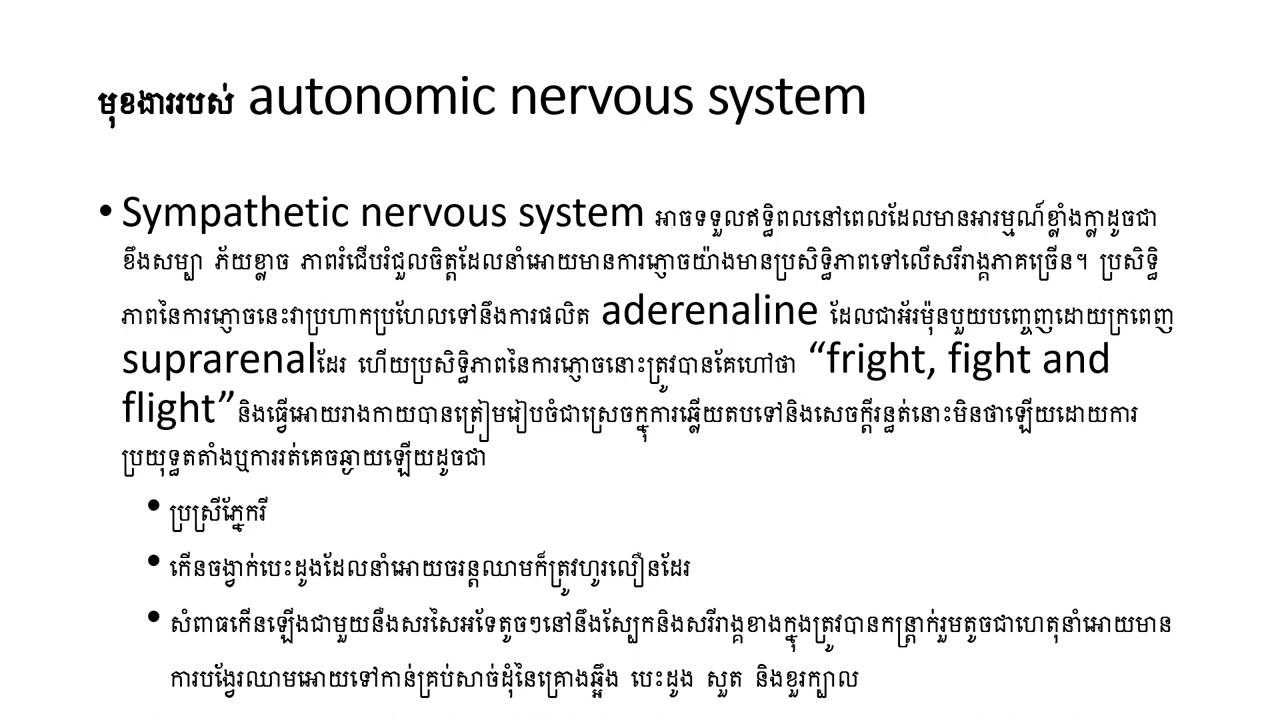 មុខងាររបស់ autonomic nervous system
• Sympathetic nervous system អាចទទួលឥទ្ធិពលនៅពេលដែលមានអារម្មណ៍ខ្លាំងក្លាដូចជា
ខឹងសម្បា ភ័យខ្លាច ភាពរំជើបរំជួលចិត្តដែលនាំអោយមានការភ្ញោចយ៉ាងមានប្រសិទ្ធិភាពទៅលើសរីរាង្គភាគច្រើន។ ប្រសិទ្ធិ
ភាពនៃការភ្ញោចនេះវាប្រហាកប្រហែលទៅនឹងការផលិត aderenaline ដែលជាអ័រម៉ុនបួយបញ្ចេញដោយក្រពេញ
suprarenalដែរ ហើយប្រសិទ្ធិភាពនៃការភ្ញោចនោះត្រូវបានគែហៅថា “fright, fight and
flight”និងធ្វើអោយរាងកាយបានត្រៀមរៀបចំជាស្រេចក្នុការឆ្លើយតបទៅនិងសេចក្តីរន្ធត់នោះមិនថាឡើយដោយការ
ប្រយុទ្ធតតាំងឬការរត់គេចឆ្ងាយឡើយដូចជា
• ប្រស្រីភ្នែករី
• កើនចង្វាក់បេះដូងដែលនាំអោយចរន្តឈាមក៏ត្រូវហូរលឿនដែរ
• សំពាធកើនឡើងជាមួយនឹងសរសៃអទែតូចៗនៅនឹងស្បែកនិងសរីរាង្គខាងក្នុងត្រូវបានកន្ត្រាក់រួមតូចជាហេតុនាំអោយមាន
ការបង្វែរឈាមអោយទៅកាន់គ្រប់សាច់ដុំនៃគ្រោងឆ្អឹង បេះដូង សួត និងខួរក្បាល